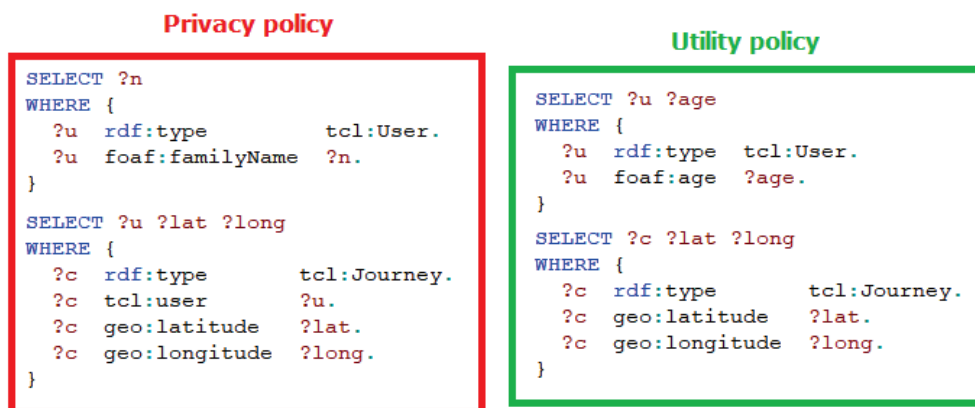 Privacy policy
SELECT ?n
WHERE {
?u rdf:type tcl:User.
?u foaf:familyName ?n.
}
SELECT ?u ?lat ?long
WHERE {
?c rdf:type tcl:Journey.
?c tcl:user ?u.
?c geo:latitude ?lat.
?c geo:longitude ?long.
}
Utility policy
SELECT ?u ?age
WHERE {
?u rdf:type tcl:User.
?u foaf:age ?age.
}
SELECT ?c ?lat ?long
WHERE {
?c rdf:type tcl:Journey.
?c geo:latitude ?lat.
?c geo:longitude ?long.
}